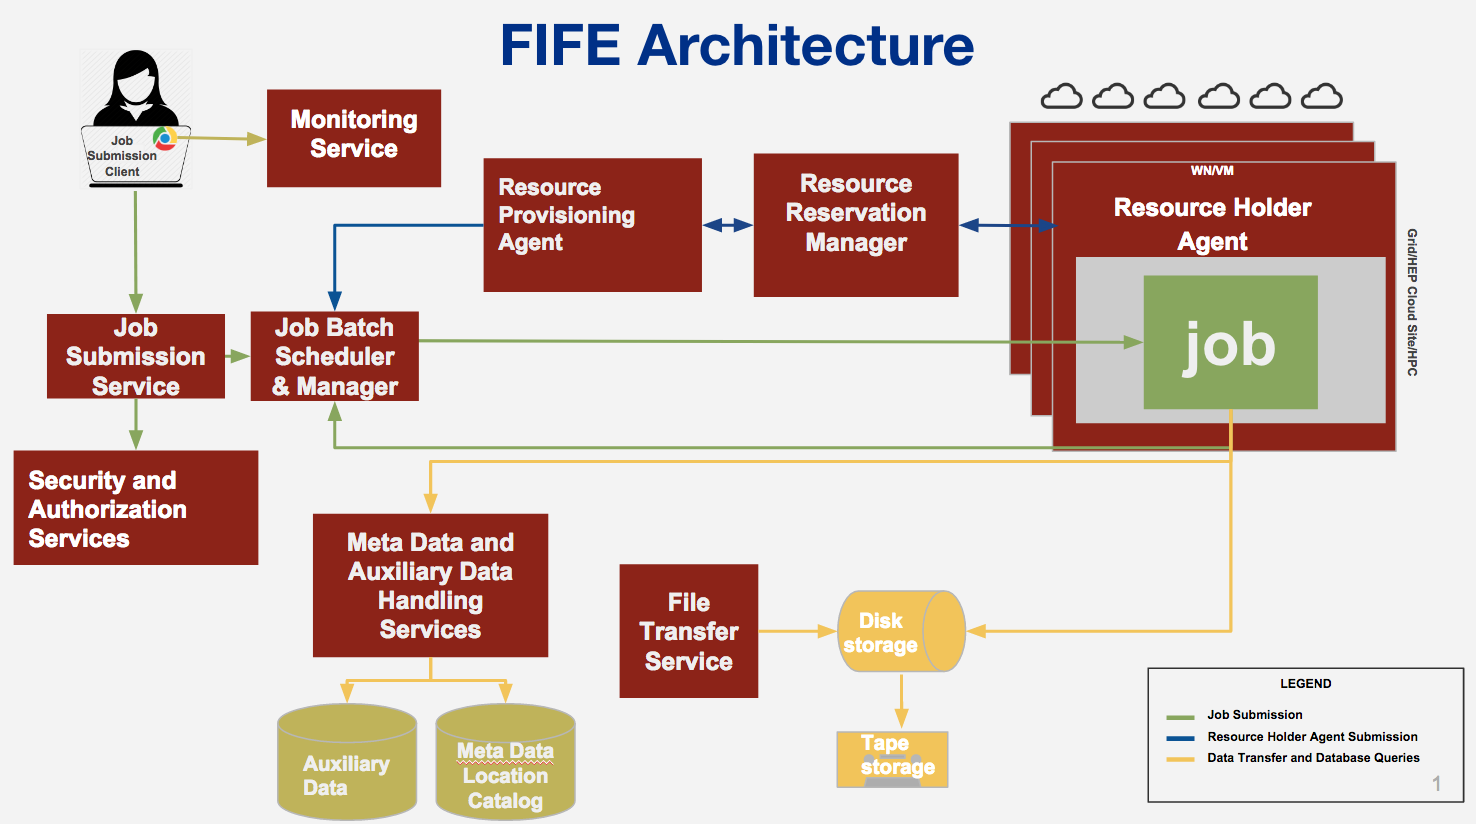 FIFE Architecture
Job
Submission
Client
Monitoring
Service
Resource
Provisioning
Agent
Resource
Reservation
Manager
WN/VM
Resource Holder
Agent
job
Grid/HEP Cloud Site/HPC
Job
Submission
Service
Job Batch
Scheduler
& Manager
Security and
Authorization
Services
Meta Data and
Auxiliary Data
Handling
Services
File
Transfer
Service
Disk
storage
Tape
storage
Auxiliary
Data
Meta Data
Location
Catalog
LEGEND
Job Submission
Resource Holder Agent Submission
Data Transfer and Database Queries
1